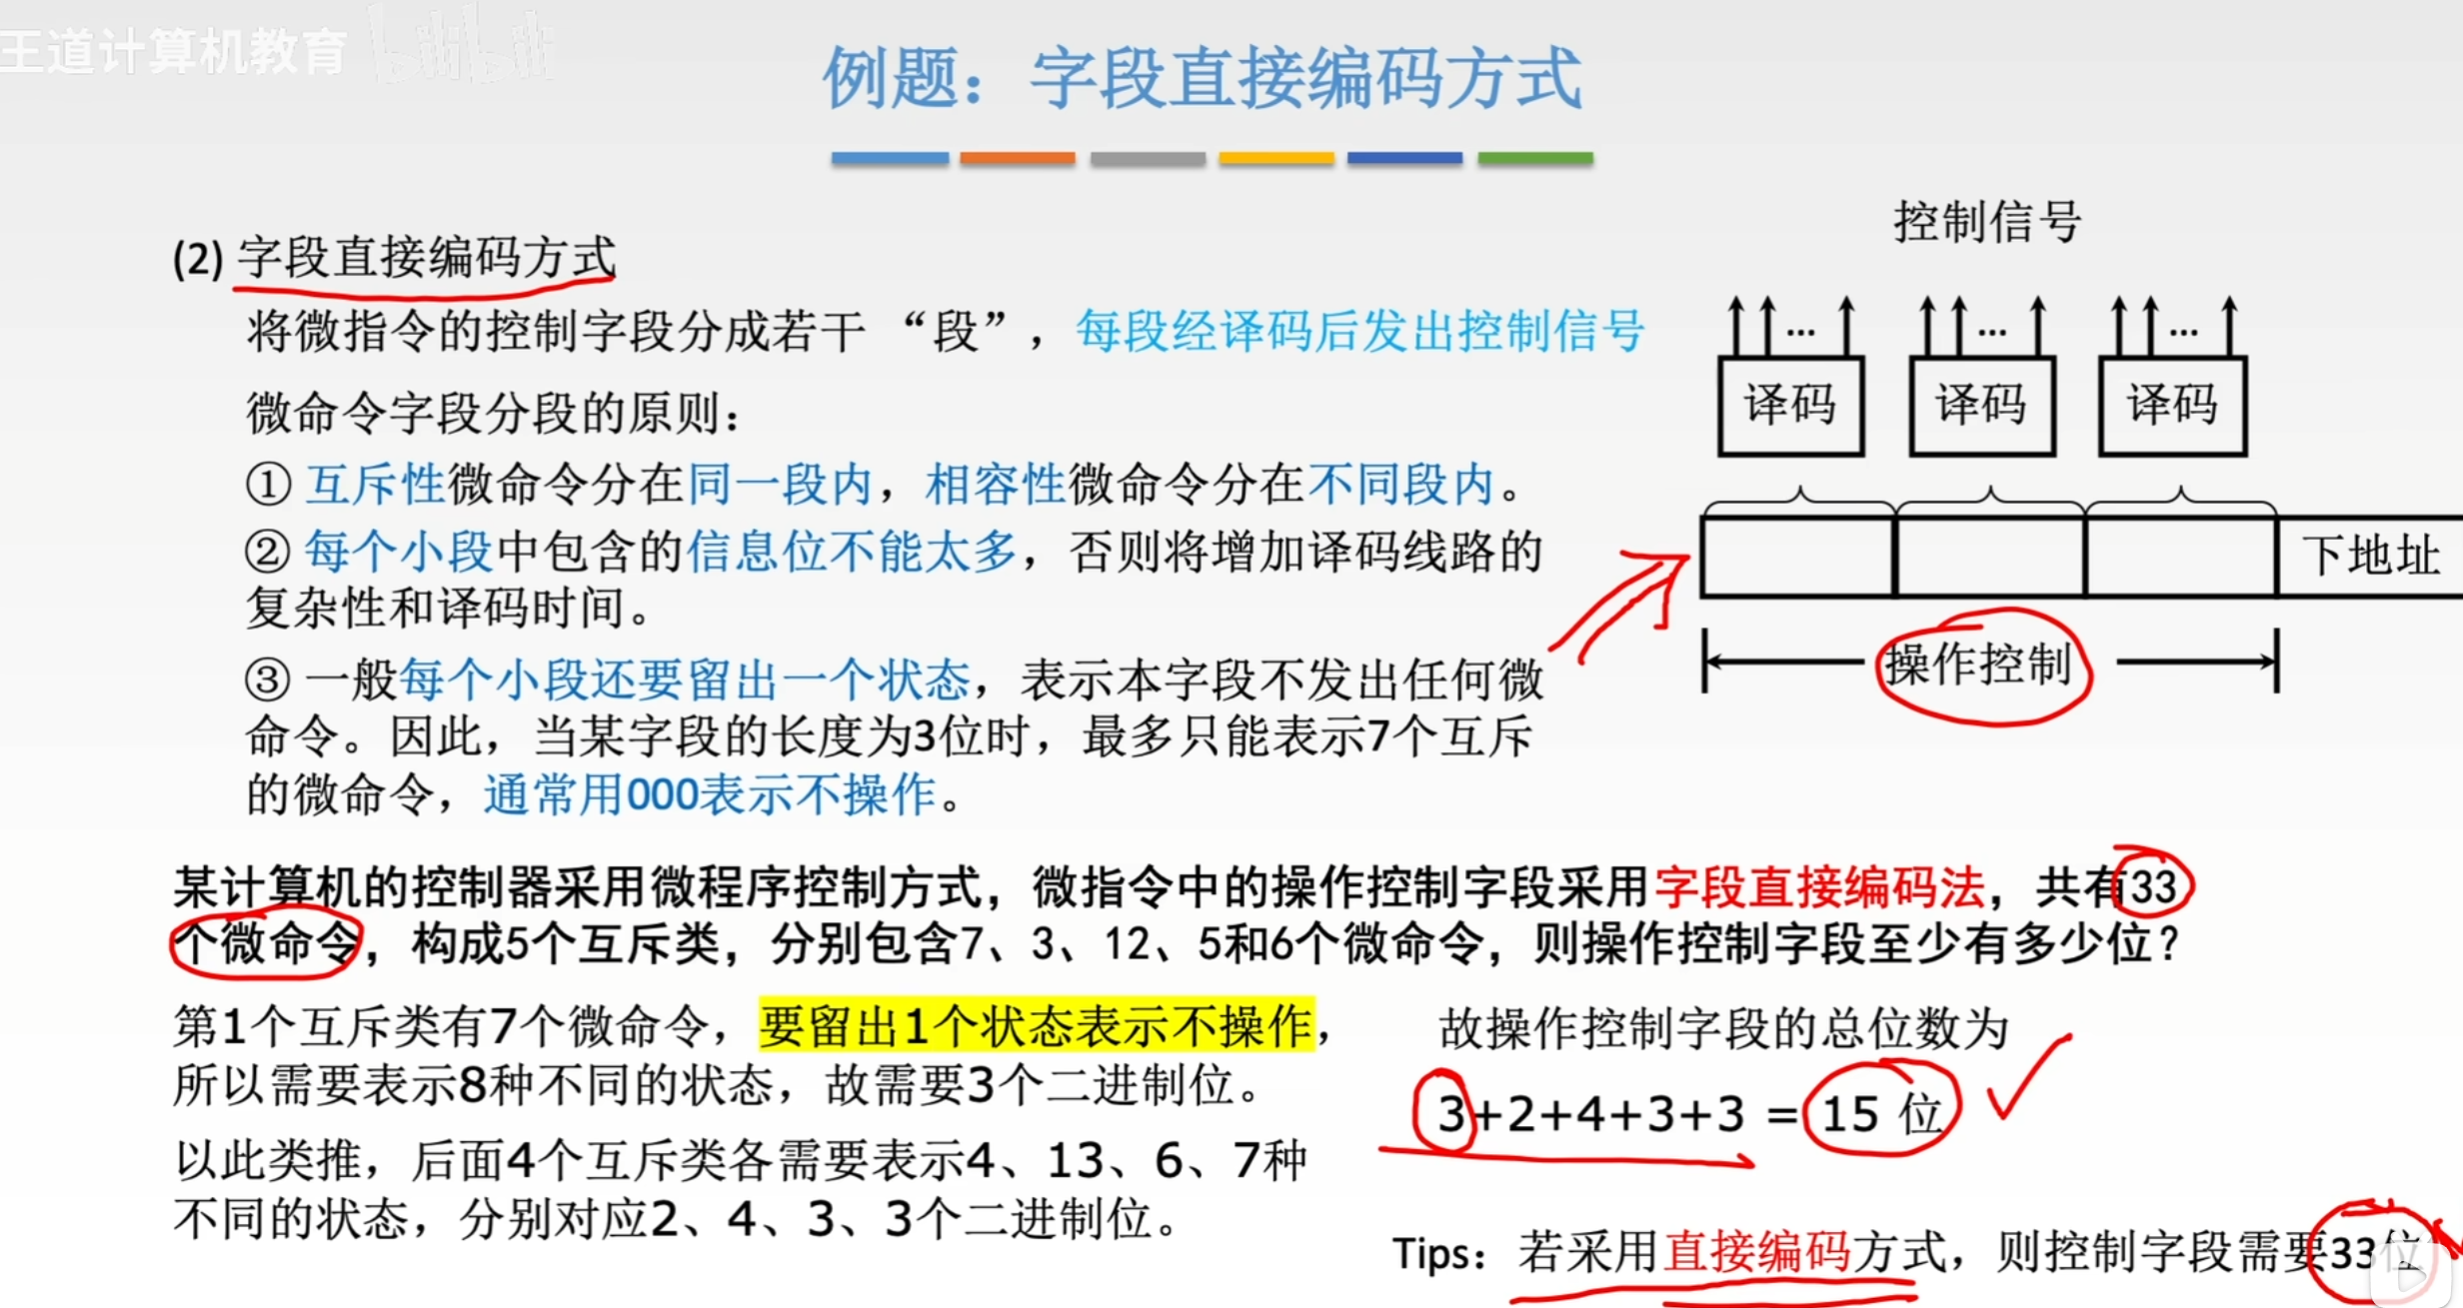 王道计算机教育 bilibili
例题：字段直接编码方式
(2) 字段直接编码方式
将微指令的控制字段分成若干 “段”，每段经译码后发出控制信号
微命令字段分段的原则：
① 互斥性微命令分在同一段内，相容性微命令分在不同段内。
② 每个小段中包含的信息位不能太多，否则将增加译码线路的
复杂性和译码时间。
③ 一般每个小段还要留出一个状态，表示本字段不发出任何微
命令。因此，当某字段的长度为3位时，最多只能表示7个互斥
的微命令，通常用000表示不操作。
控制信号
... ... ...
译码 译码 译码
下地址
操作控制
某计算机的控制器采用微程序控制方式，微指令中的操作控制字段采用字段直接编码法，共有33
个微命令，构成5个互斥类，分别包含7、3、12、5和6个微命令，则操作控制字段至少有多少位？
第1个互斥类有7个微命令，要留出1个状态表示不操作，
所以需要表示8种不同的状态，故需要3个二进制位。
以此类推，后面4个互斥类各需要表示4、13、6、7种
不同的状态，分别对应2、4、3、3个二进制位。
故操作控制字段的总位数为
3+2+4+3+3 = 15 位
Tips：若采用直接编码方式，则控制字段需要33位